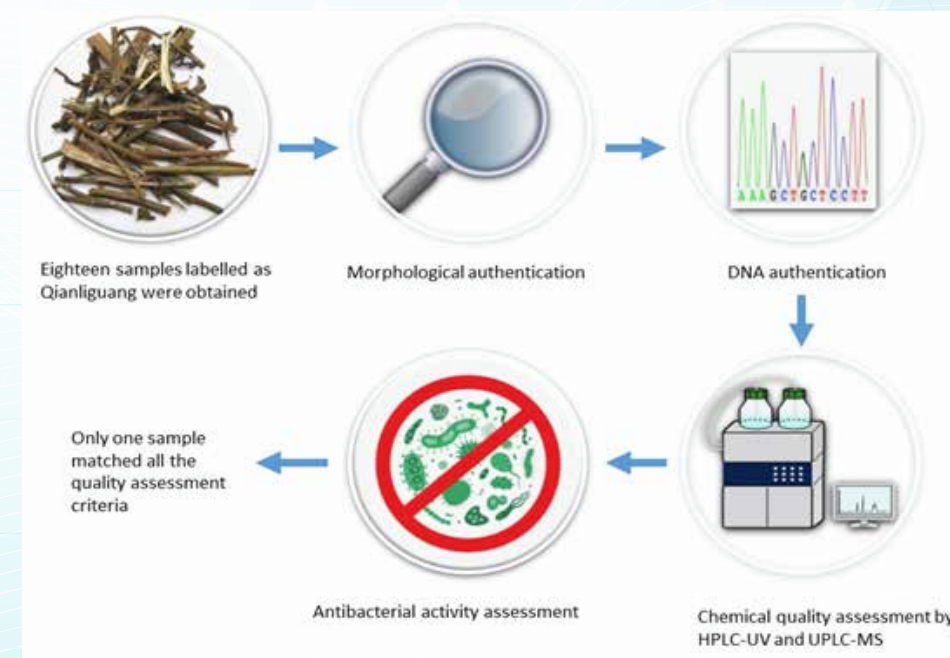 Eighteen samples labelled as
Qianliguang were obtained
Morphological authentication
AAAGCTGCTCCTT
DNA authentication
Chemical quality assessment by
HPLC-UV and UPLC-MS
Antibacterial activity assessment
Only one sample
matched all the
quality assessment
criteria